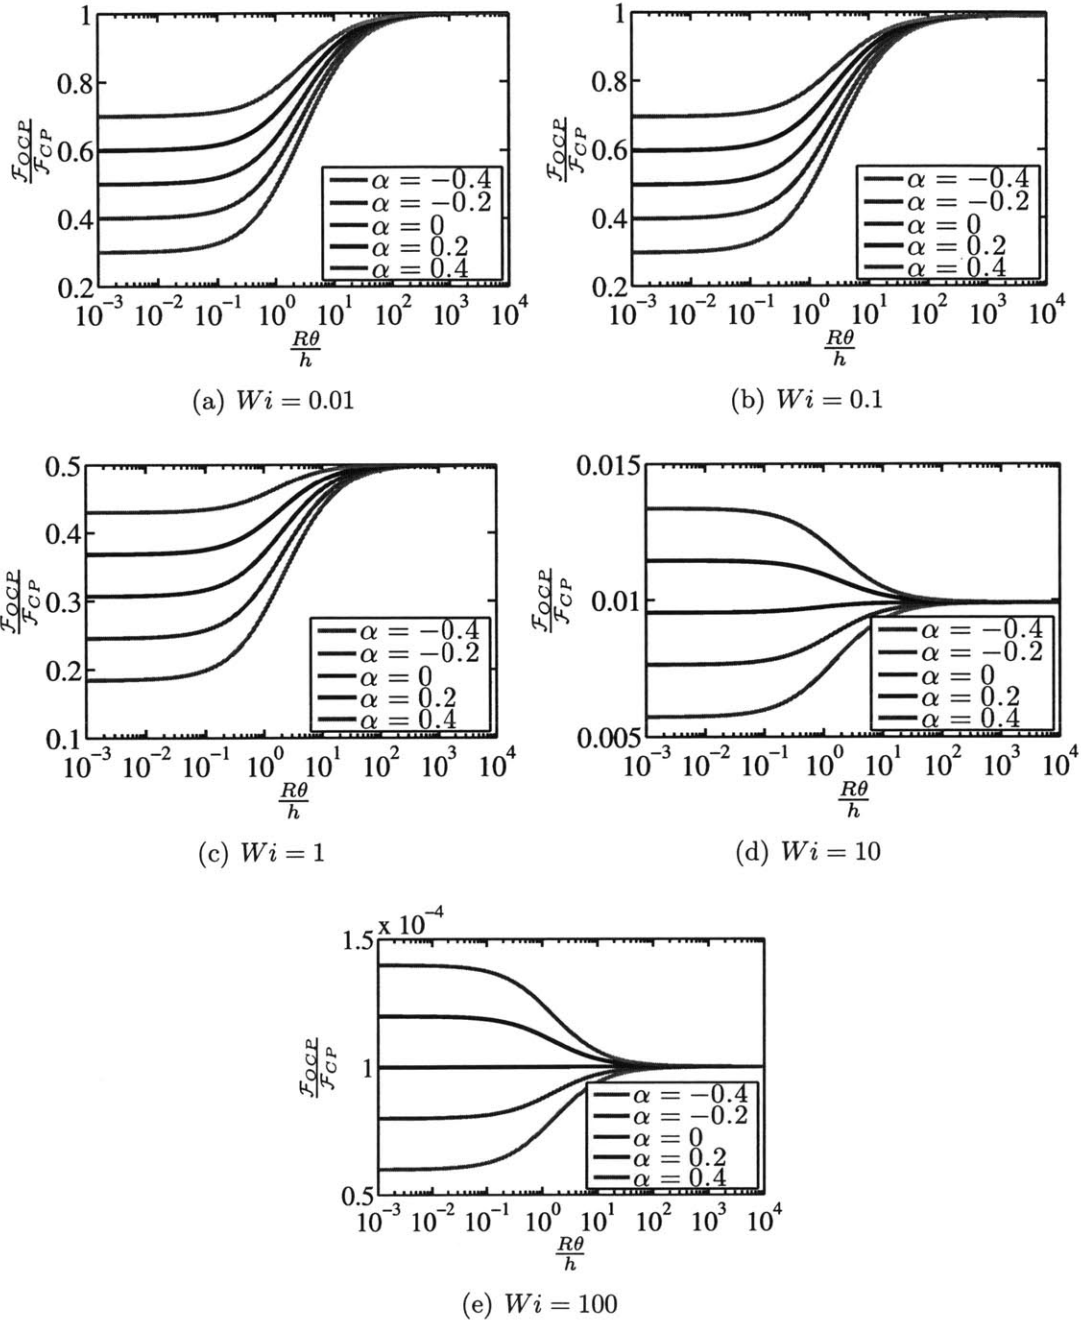 1
0.8
0.6
0.4
0.2
F_OCP / F_CP
10^−3 10^−2 10^−1 10^0 10^1 10^2 10^3 10^4
Rθ / h
α = −0.4
α = −0.2
α = 0
α = 0.2
α = 0.4
(a) Wi = 0.01
1
0.8
0.6
0.4
0.2
F_OCP / F_CP
10^−3 10^−2 10^−1 10^0 10^1 10^2 10^3 10^4
Rθ / h
α = −0.4
α = −0.2
α = 0
α = 0.2
α = 0.4
(b) Wi = 0.1
0.5
0.4
0.3
0.2
0.1
F_OCP / F_CP
10^−3 10^−2 10^−1 10^0 10^1 10^2 10^3 10^4
Rθ / h
α = −0.4
α = −0.2
α = 0
α = 0.2
α = 0.4
(c) Wi = 1
0.015
0.01
0.005
F_OCP / F_CP
10^−3 10^−2 10^−1 10^0 10^1 10^2 10^3 10^4
Rθ / h
α = −0.4
α = −0.2
α = 0
α = 0.2
α = 0.4
(d) Wi = 10
x 10^−4
1.5
1
0.5
F_OCP / F_CP
10^−3 10^−2 10^−1 10^0 10^1 10^2 10^3 10^4
Rθ / h
α = −0.4
α = −0.2
α = 0
α = 0.2
α = 0.4
(e) Wi = 100